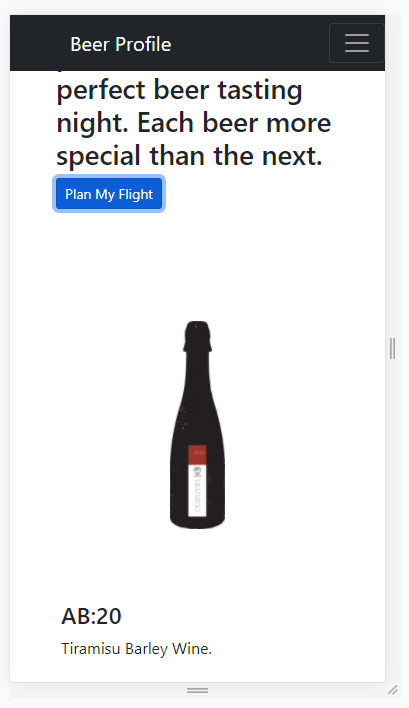 Beer Profile
perfect beer tasting
night. Each beer more
special than the next.
Plan My Flight
AB:20
Tiramisu Barley Wine.